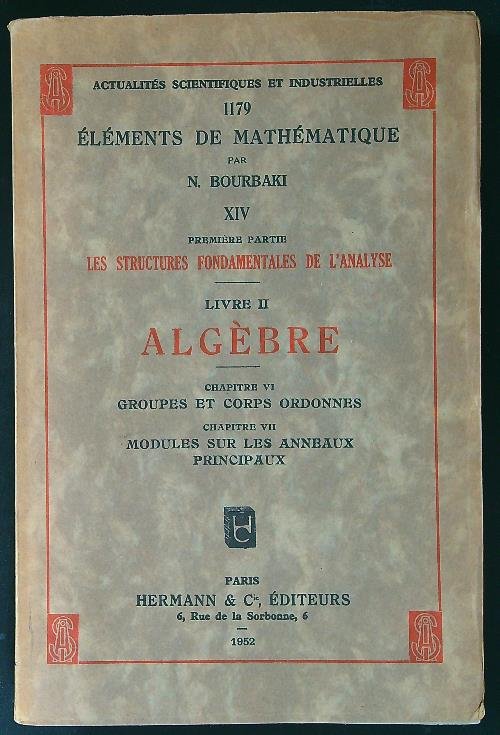 ACTUALITÉS SCIENTIFIQUES ET INDUSTRIELLES
1179
ÉLÉMENTS DE MATHÉMATIQUE
PAR
N. BOURBAKI
XIV
PREMIÈRE PARTIE
LES STRUCTURES FONDAMENTALES DE L'ANALYSE
LIVRE II
ALGÈBRE
CHAPITRE VI
GROUPES ET CORPS ORDONNES
CHAPITRE VII
MODULES SUR LES ANNEAUX
PRINCIPAUX
HC
PARIS
HERMANN & Cie, ÉDITEURS
6, Rue de la Sorbonne, 6
1952